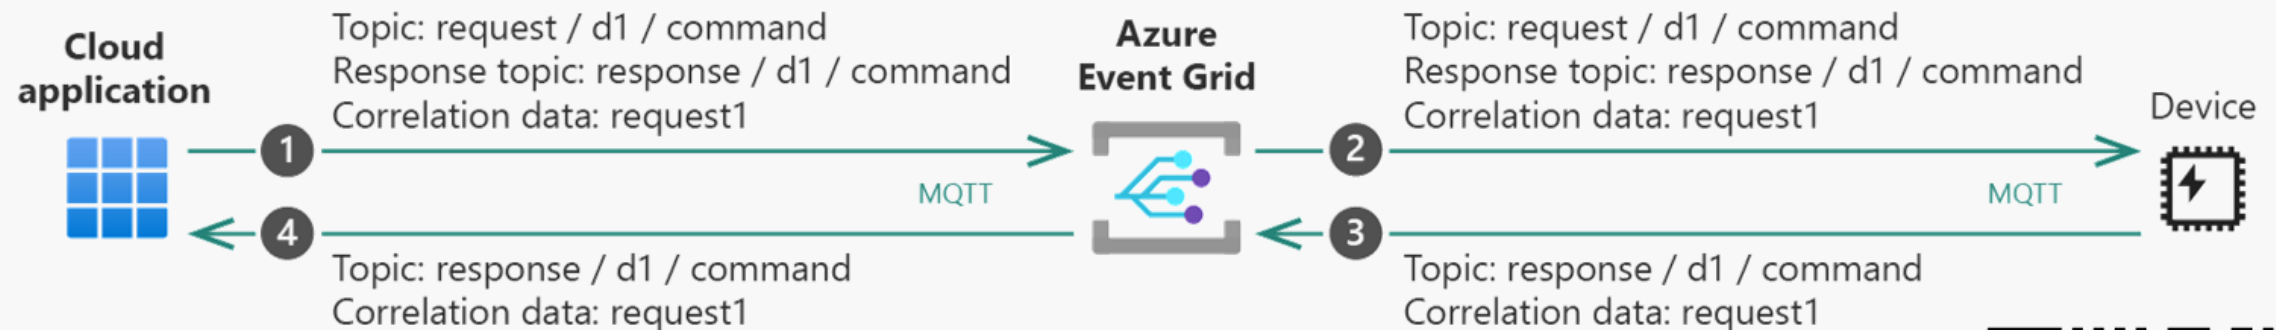 Cloud
application
Topic: request / d1 / command
Response topic: response / d1 / command
Correlation data: request1
Azure
Event Grid
Topic: request / d1 / command
Response topic: response / d1 / command
Correlation data: request1
Device
1
2
MQTT
MQTT
4
3
Topic: response / d1 / command
Correlation data: request1
Topic: response / d1 / command
Correlation data: request1